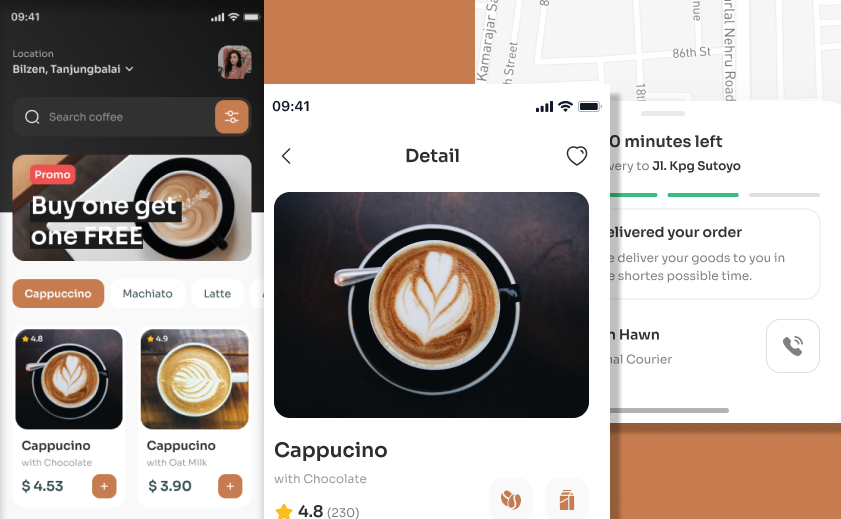 09:41
Location
Bilzen, Tanjungbalai
Search coffee
Promo
Buy one get
one FREE
Cappuccino
Machiato
Latte
4.8
4.9
Cappucino
with Chocolate
$ 4.53
+
Cappucino
with Oat Milk
$ 3.90
+
09:41
Detail
Cappucino
with Chocolate
4.8 (230)
Kamarajar Sa
Street
86th St
18th
rlal Nehru Road
0 minutes left
very to Jl. Kpg Sutoyo
elivered your order
e deliver your goods to you in
e shortes possible time.
n Hawn
nal Courier